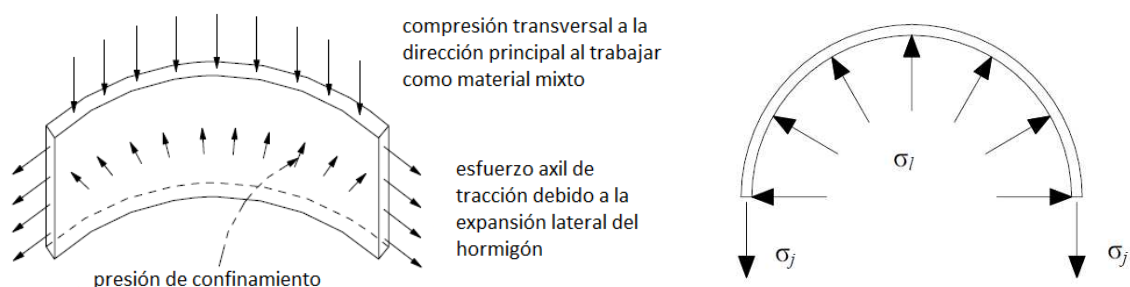 compresión transversal a la
dirección principal al trabajar
como material mixto
esfuerzo axil de
tracción debido a la
expansión lateral del
hormigón
presión de confinamiento
σl
σj
σj